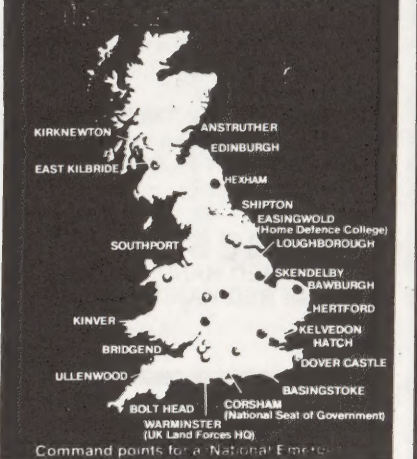 KIRKNEWTON
ANSTRUTHER
EDINBURGH
EAST KILBRIDE
HEXHAM
SHIPTON
EASINGWOLD
(Home Defence College)
SOUTHPORT
LOUGHBOROUGH
SKENDELBY
BAWBURGH
HERTFORD
KINVER
KELVEDON
HATCH
BRIDGEND
DOVER CASTLE
ULLENWOOD
BASINGSTOKE
BOLT HEAD
CORSHAM
(National Seat of Government)
WARMINSTER
(UK Land Forces HQ)
Command points for a National